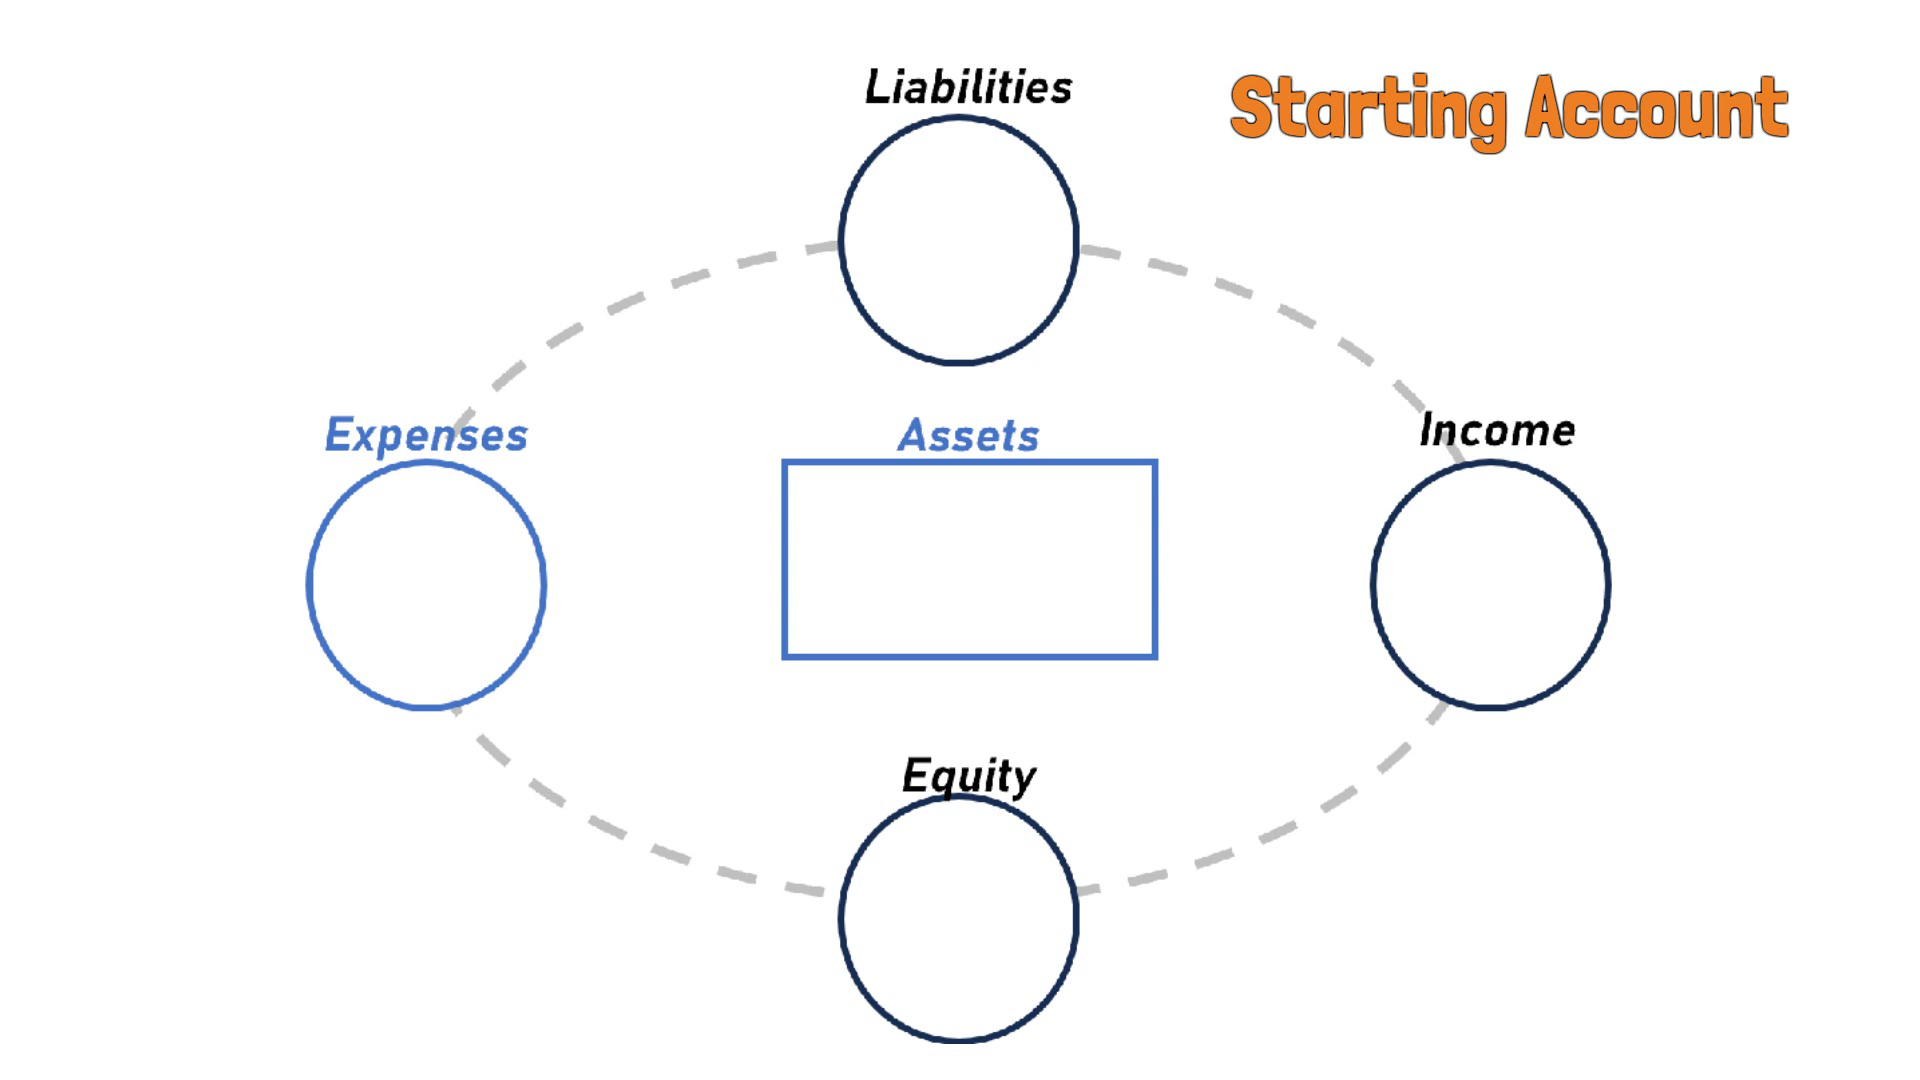 Liabilities
Starting Account
Expenses
Assets
Income
Equity